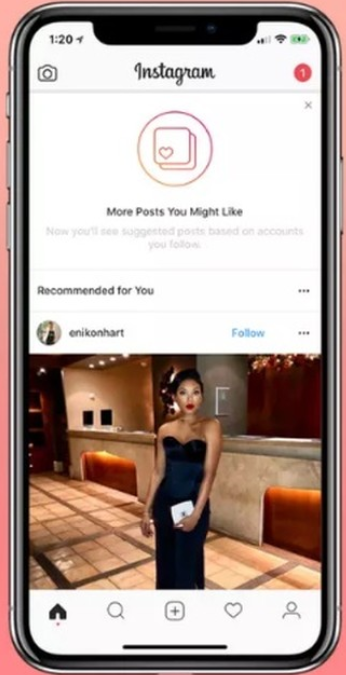 1:20
Instagram
1
More Posts You Might Like
Now you'll see suggested posts based on accounts
you follow.
Recommended for You
enikonhart
Follow